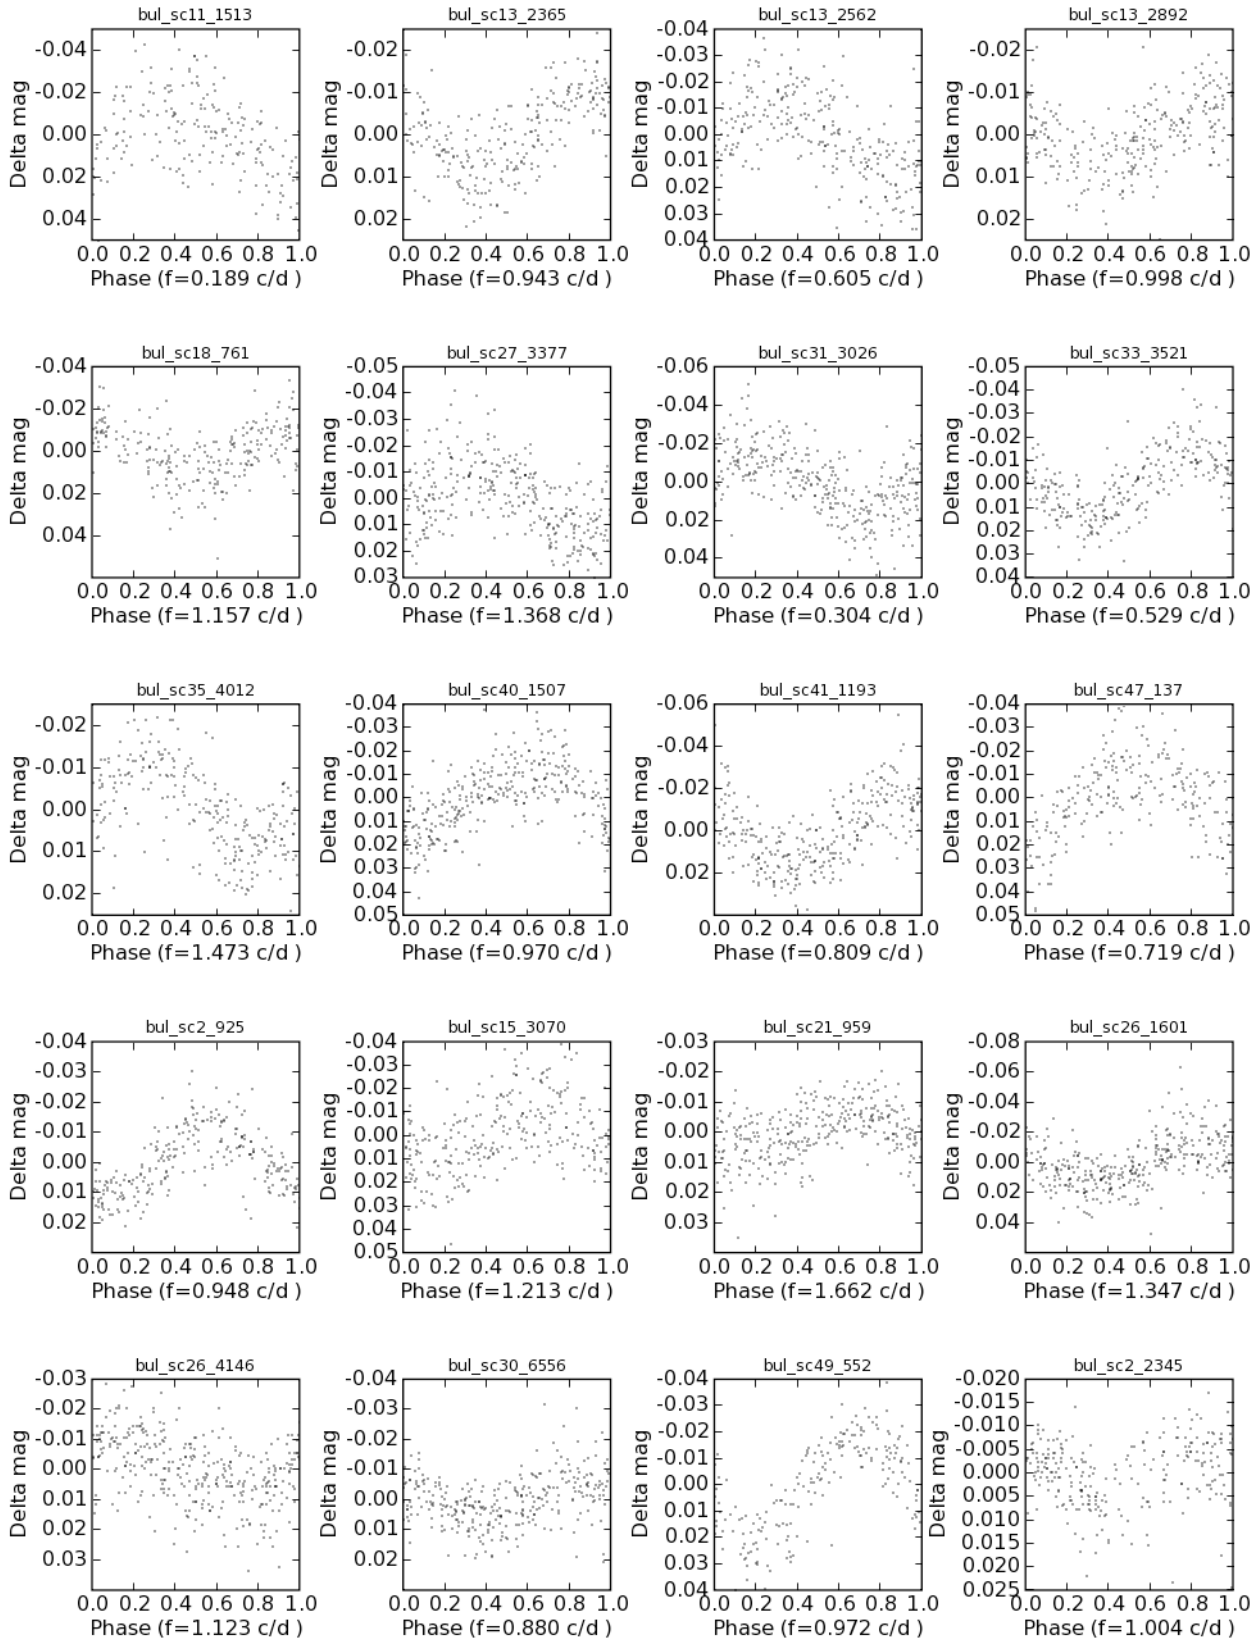 bul_sc11_1513
-0.04
-0.02
0.00
0.02
0.04
Delta mag
0.0 0.2 0.4 0.6 0.8 1.0
Phase (f=0.189 c/d )
bul_sc13_2365
-0.02
-0.01
0.00
0.01
0.02
Delta mag
0.0 0.2 0.4 0.6 0.8 1.0
Phase (f=0.943 c/d )
bul_sc13_2562
-0.04
-0.03
-0.02
-0.01
0.00
0.01
0.02
0.03
0.04
Delta mag
0.0 0.2 0.4 0.6 0.8 1.0
Phase (f=0.605 c/d )
bul_sc13_2892
-0.02
-0.01
0.00
0.01
0.02
Delta mag
0.0 0.2 0.4 0.6 0.8 1.0
Phase (f=0.998 c/d )
bul_sc18_761
-0.04
-0.02
0.00
0.02
0.04
Delta mag
0.0 0.2 0.4 0.6 0.8 1.0
Phase (f=1.157 c/d )
bul_sc27_3377
-0.05
-0.04
-0.03
-0.02
-0.01
0.00
0.01
0.02
0.03
Delta mag
0.0 0.2 0.4 0.6 0.8 1.0
Phase (f=1.368 c/d )
bul_sc31_3026
-0.06
-0.04
-0.02
0.00
0.02
0.04
Delta mag
0.0 0.2 0.4 0.6 0.8 1.0
Phase (f=0.304 c/d )
bul_sc33_3521
-0.05
-0.04
-0.03
-0.02
-0.01
0.00
0.01
0.02
0.03
0.04
Delta mag
0.0 0.2 0.4 0.6 0.8 1.0
Phase (f=0.529 c/d )
bul_sc35_4012
-0.02
-0.01
0.00
0.01
0.02
Delta mag
0.0 0.2 0.4 0.6 0.8 1.0
Phase (f=1.473 c/d )
bul_sc40_1507
-0.04
-0.03
-0.02
-0.01
0.00
0.01
0.02
0.03
0.04
0.05
Delta mag
0.0 0.2 0.4 0.6 0.8 1.0
Phase (f=0.970 c/d )
bul_sc41_1193
-0.06
-0.04
-0.02
0.00
0.02
Delta mag
0.0 0.2 0.4 0.6 0.8 1.0
Phase (f=0.809 c/d )
bul_sc47_137
-0.04
-0.03
-0.02
-0.01
0.00
0.01
0.02
0.03
0.04
0.05
Delta mag
0.0 0.2 0.4 0.6 0.8 1.0
Phase (f=0.719 c/d )
bul_sc2_925
-0.04
-0.03
-0.02
-0.01
0.00
0.01
0.02
Delta mag
0.0 0.2 0.4 0.6 0.8 1.0
Phase (f=0.948 c/d )
bul_sc15_3070
-0.04
-0.03
-0.02
-0.01
0.00
0.01
0.02
0.03
0.04
0.05
Delta mag
0.0 0.2 0.4 0.6 0.8 1.0
Phase (f=1.213 c/d )
bul_sc21_959
-0.03
-0.02
-0.01
0.00
0.01
0.02
0.03
Delta mag
0.0 0.2 0.4 0.6 0.8 1.0
Phase (f=1.662 c/d )
bul_sc26_1601
-0.08
-0.06
-0.04
-0.02
0.00
0.02
0.04
Delta mag
0.0 0.2 0.4 0.6 0.8 1.0
Phase (f=1.347 c/d )
bul_sc26_4146
-0.03
-0.02
-0.01
0.00
0.01
0.02
0.03
Delta mag
0.0 0.2 0.4 0.6 0.8 1.0
Phase (f=1.123 c/d )
bul_sc30_6556
-0.04
-0.03
-0.02
-0.01
0.00
0.01
0.02
Delta mag
0.0 0.2 0.4 0.6 0.8 1.0
Phase (f=0.880 c/d )
bul_sc49_552
-0.04
-0.03
-0.02
-0.01
0.00
0.01
0.02
0.03
0.04
Delta mag
0.0 0.2 0.4 0.6 0.8 1.0
Phase (f=0.972 c/d )
bul_sc2_2345
-0.020
-0.015
-0.010
-0.005
0.000
0.005
0.010
0.015
0.020
0.025
Delta mag
0.0 0.2 0.4 0.6 0.8 1.0
Phase (f=1.004 c/d )